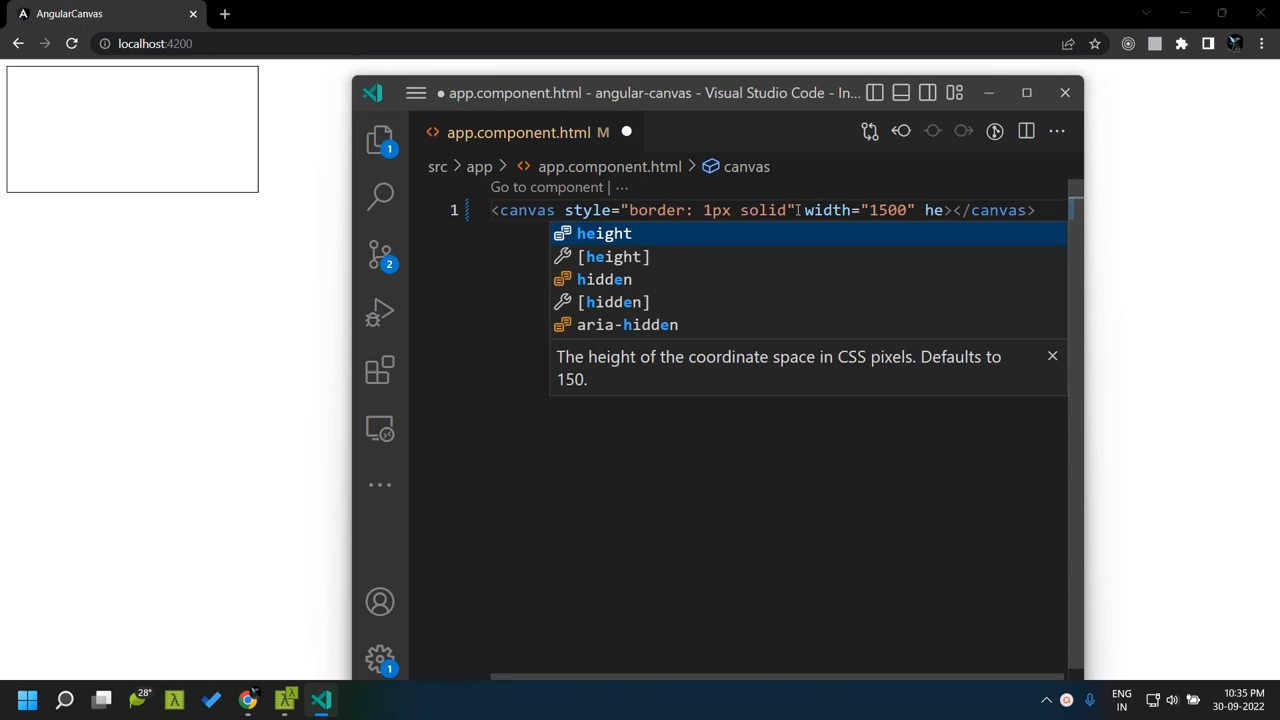 AngularCanvas
localhost:4200
app.component.html - angular-canvas - Visual Studio Code - In...
app.component.html M
src > app > app.component.html > canvas
Go to component | ...
1 <canvas style="border: 1px solid" width="1500" he></canvas>
height
[height]
hidden
[hidden]
aria-hidden
The height of the coordinate space in CSS pixels. Defaults to
150.
1
2
1
28°
ENG
IN
10:35 PM
30-09-2022